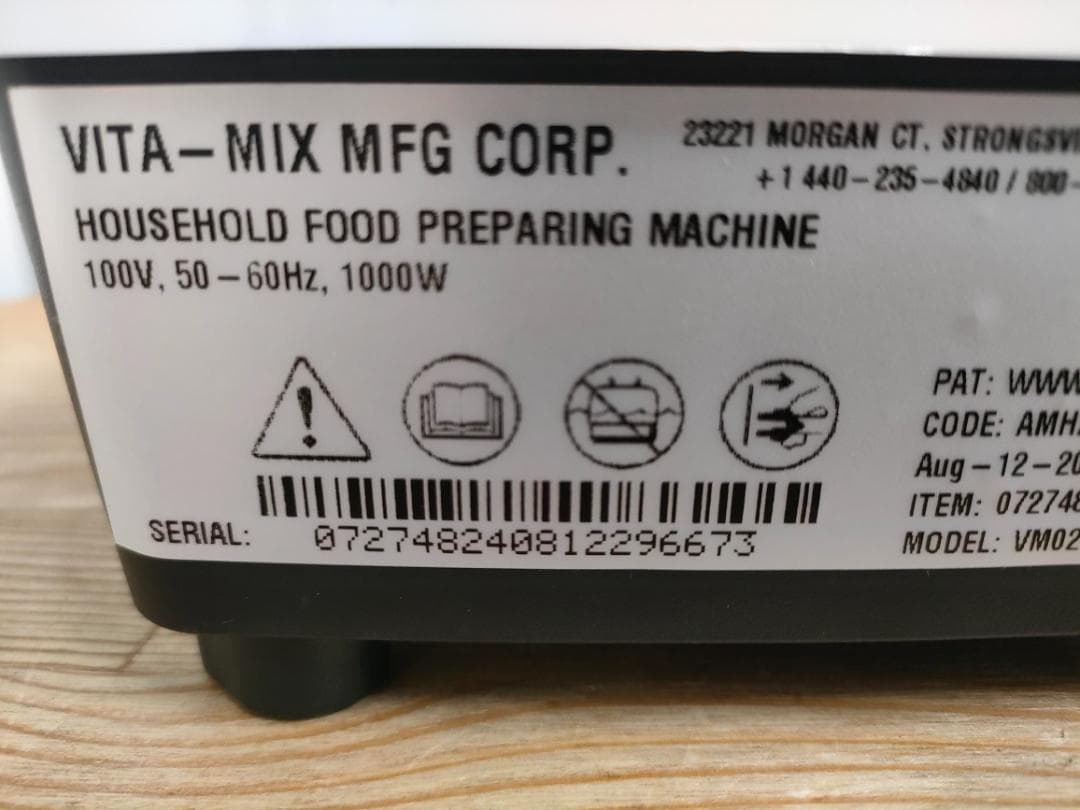 VITA-MIX MFG CORP.
23221 MORGAN CT. STRONGSVI
+1 440-235-4840 / 800-
HOUSEHOLD FOOD PREPARING MACHINE
100V, 50-60Hz, 1000W
PAT: WWW
CODE: AMH
Aug-12-20
ITEM: 072748
MODEL: VM02
SERIAL: 072748240812296673